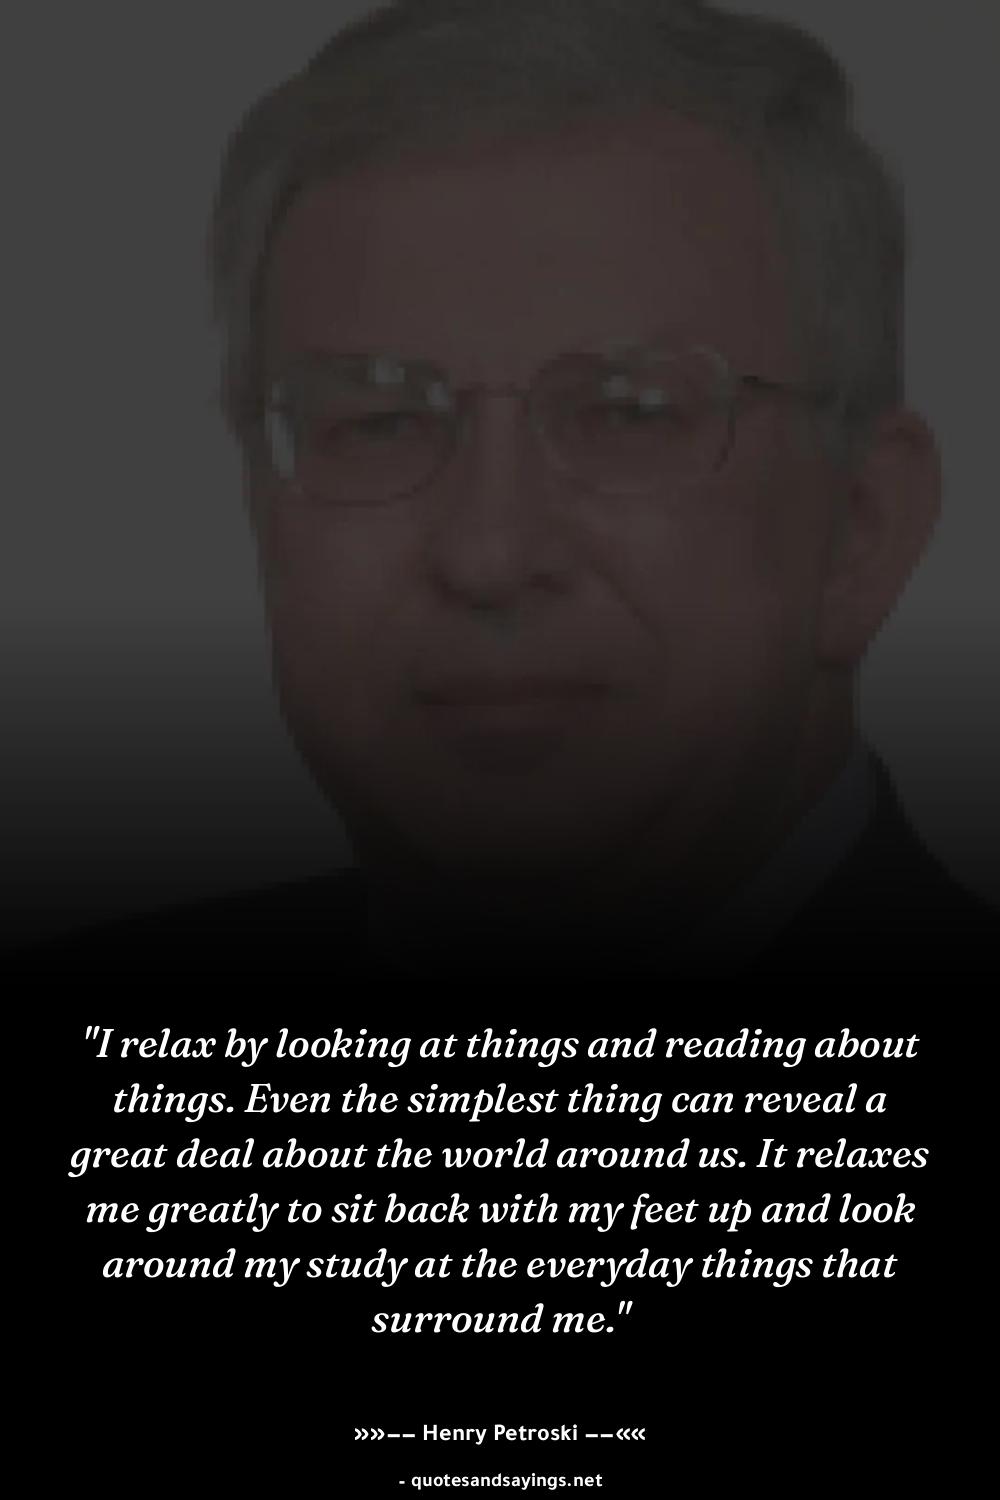 "I relax by looking at things and reading about
things. Even the simplest thing can reveal a
great deal about the world around us. It relaxes
me greatly to sit back with my feet up and look
around my study at the everyday things that
surround me."
»»−− Henry Petroski −−««
- quotesandsayings.net